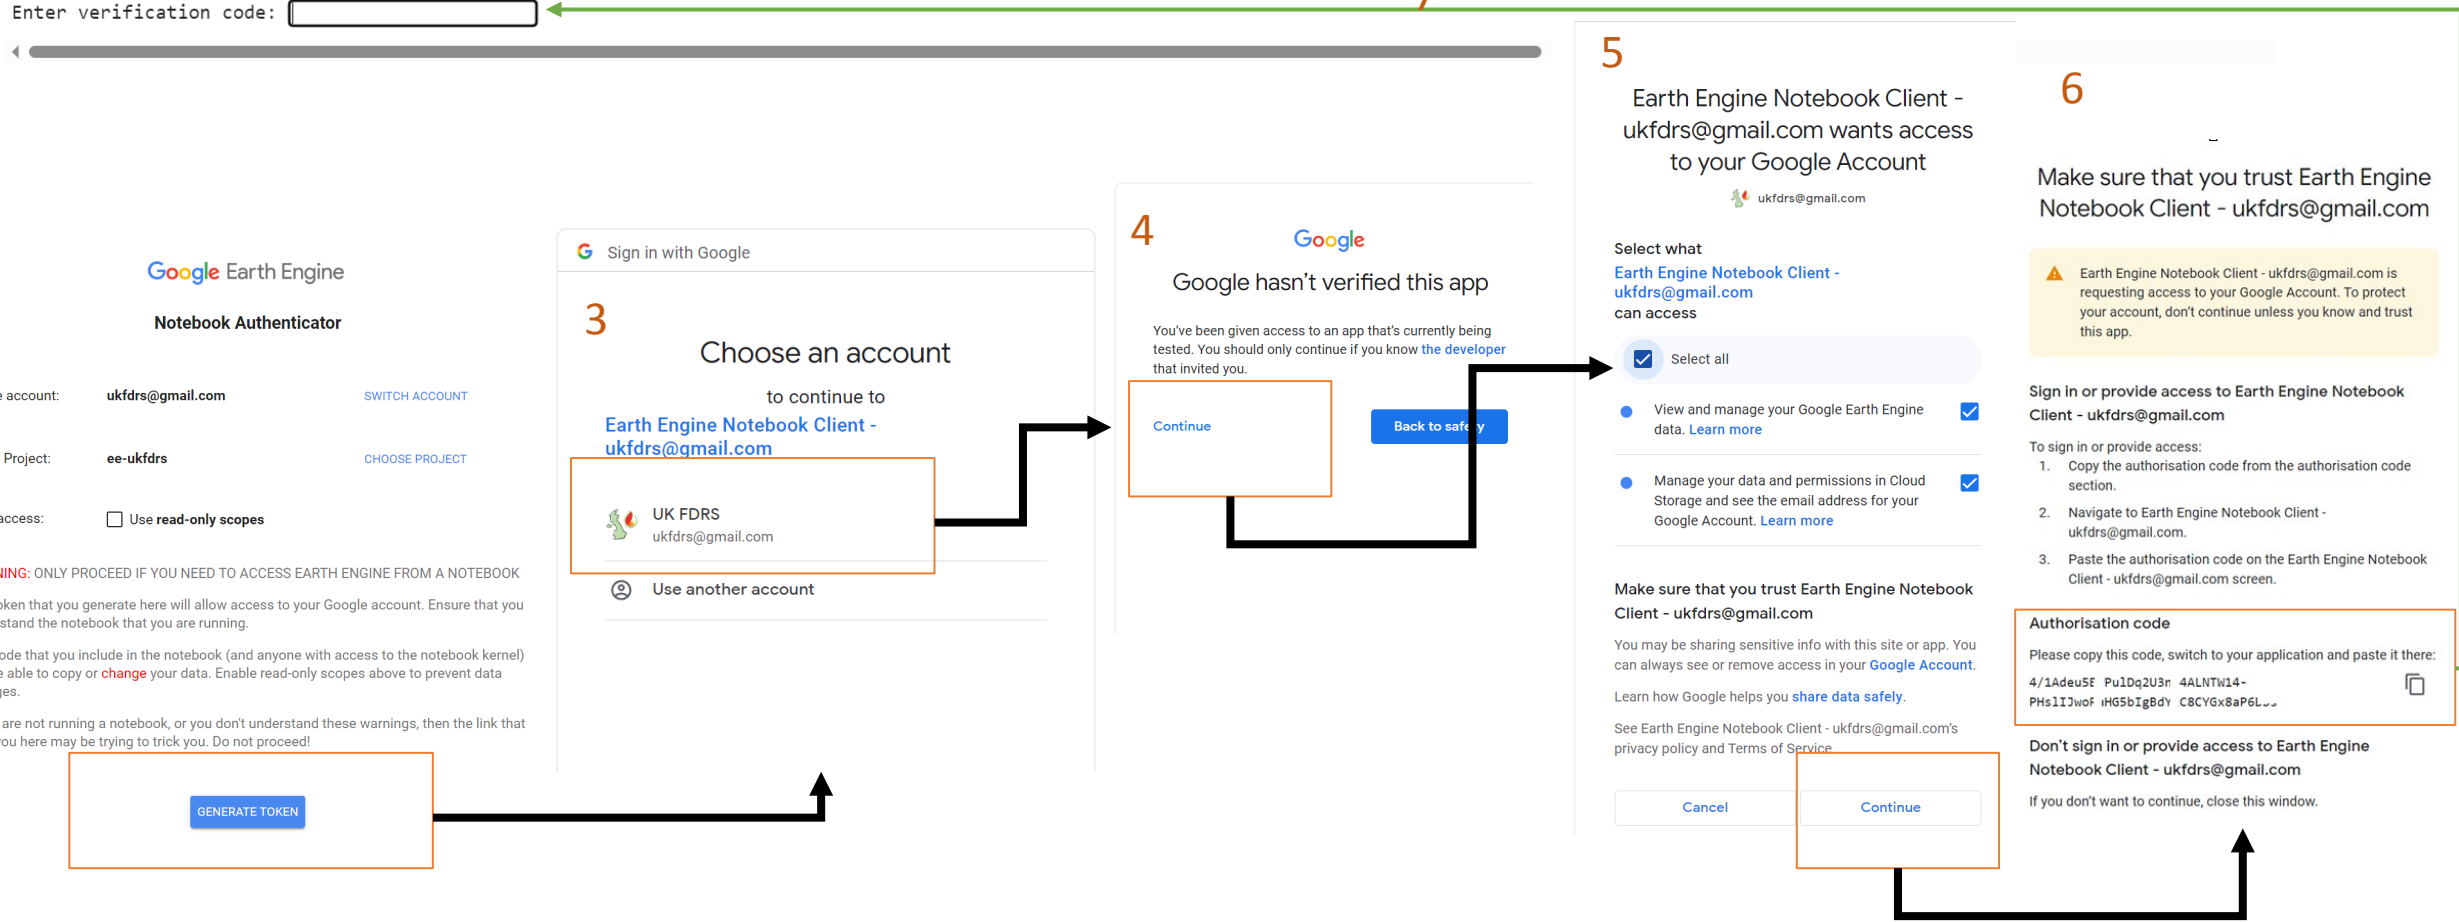 Enter verification code:
Google Earth Engine
Notebook Authenticator
account:
ukfdrs@gmail.com
SWITCH ACCOUNT
Project:
ee-ukfdrs
CHOOSE PROJECT
access:
Use read-only scopes
NING: ONLY PROCEED IF YOU NEED TO ACCESS EARTH ENGINE FROM A NOTEBOOK
oken that you generate here will allow access to your Google account. Ensure that you
stand the notebook that you are running.
ode that you include in the notebook (and anyone with access to the notebook kernel)
e able to copy or change your data. Enable read-only scopes above to prevent data
ges.
are not running a notebook, or you don't understand these warnings, then the link that
ou here may be trying to trick you. Do not proceed!
GENERATE TOKEN
Sign in with Google
3
Choose an account
to continue to
Earth Engine Notebook Client -
ukfdrs@gmail.com
UK FDRS
ukfdrs@gmail.com
Use another account
4
Google
Google hasn't verified this app
You've been given access to an app that's currently being
tested. You should only continue if you know the developer
that invited you.
Continue
Back to safety
5
Earth Engine Notebook Client -
ukfdrs@gmail.com wants access
to your Google Account
ukfdrs@gmail.com
Select what
Earth Engine Notebook Client -
ukfdrs@gmail.com
can access
Select all
View and manage your Google Earth Engine
data. Learn more
Manage your data and permissions in Cloud
Storage and see the email address for your
Google Account. Learn more
Make sure that you trust Earth Engine Notebook
Client - ukfdrs@gmail.com
You may be sharing sensitive info with this site or app. You
can always see or remove access in your Google Account.
Learn how Google helps you share data safely.
See Earth Engine Notebook Client - ukfdrs@gmail.com's
privacy policy and Terms of Service
Cancel
Continue
6
Make sure that you trust Earth Engine
Notebook Client - ukfdrs@gmail.com
Earth Engine Notebook Client - ukfdrs@gmail.com is
requesting access to your Google Account. To protect
your account, don't continue unless you know and trust
this app.
Sign in or provide access to Earth Engine Notebook
Client - ukfdrs@gmail.com
To sign in or provide access:
1. Copy the authorisation code from the authorisation code
section.
2. Navigate to Earth Engine Notebook Client -
ukfdrs@gmail.com.
3. Paste the authorisation code on the Earth Engine Notebook
Client - ukfdrs@gmail.com screen.
Authorisation code
Please copy this code, switch to your application and paste it there:
4/1Adeu5E PulDq2U3r 4ALNTW14-
Don't sign in or provide access to Earth Engine
Notebook Client - ukfdrs@gmail.com
If you don't want to continue, close this window.